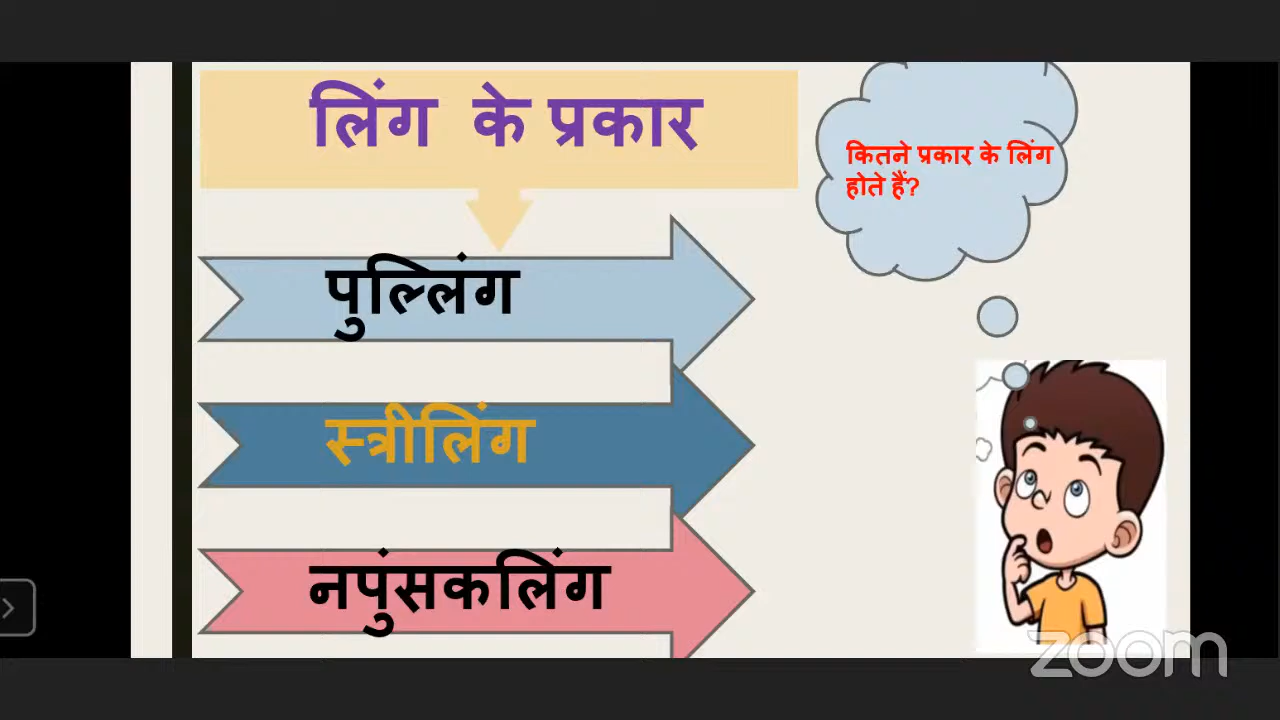 लिंग के प्रकार
कितने प्रकार के लिंग
होते हैं?
पुल्लिंग
स्त्रीलिंग
नपुंसकलिंग
zoom